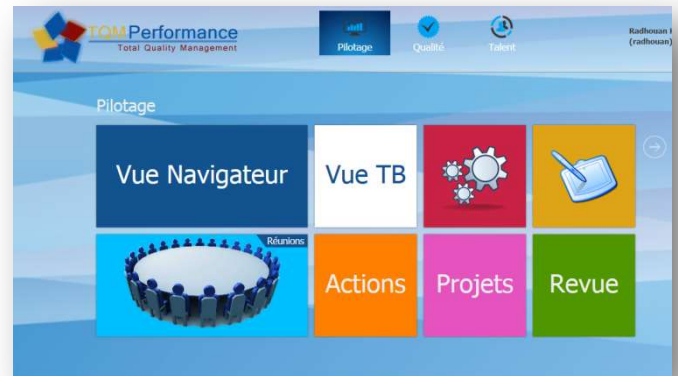 TQMPerformance
Total Quality Management
Pilotage
Qualité
Talent
Radhouan
(radhouan)
Pilotage
Vue Navigateur
Vue TB
Réunions
Actions
Projets
Revue